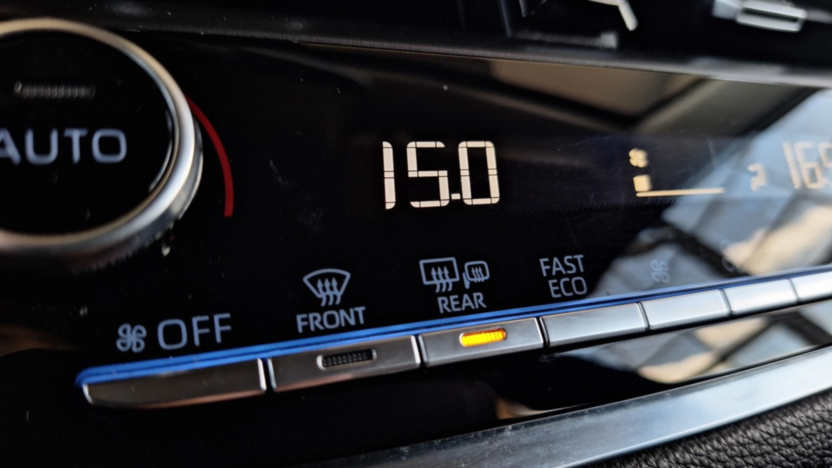 AUTO
15.0
FAST
ECO
REAR
FRONT
OFF